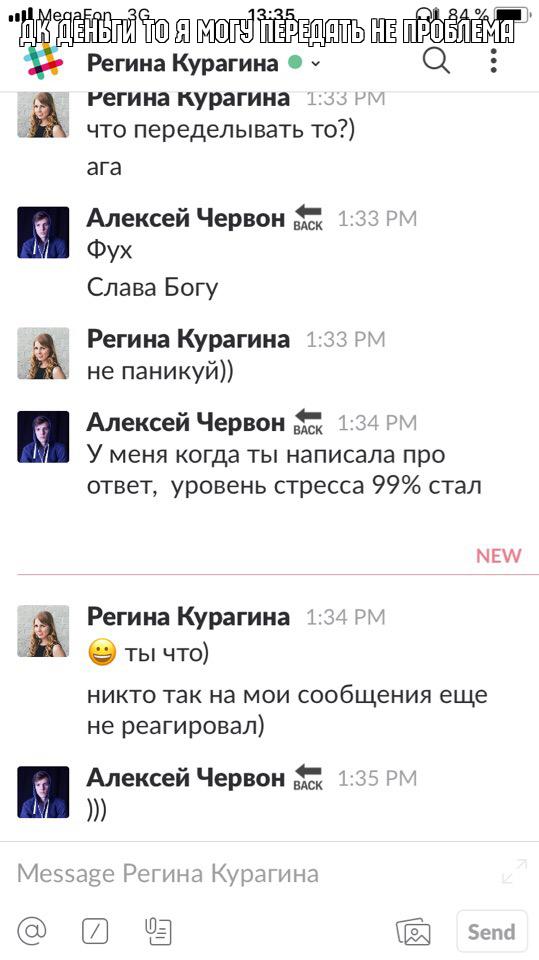 MegaFon 3G 13:35 84 %
ДК ДЕНЬГИ ТО Я МОГУ ПЕРЕДАТЬ НЕ ПРОБЛЕМА
Регина Курагина
Регина Курагина 1:33 PM
что переделывать то?)
ага
Алексей Червон BACK 1:33 PM
Фух
Слава Богу
Регина Курагина 1:33 PM
не паникуй))
Алексей Червон BACK 1:34 PM
У меня когда ты написала про
ответ, уровень стресса 99% стал
NEW
Регина Курагина 1:34 PM
😀 ты что)
никто так на мои сообщения еще
не реагировал)
Алексей Червон BACK 1:35 PM
)))
Message Регина Курагина
Send